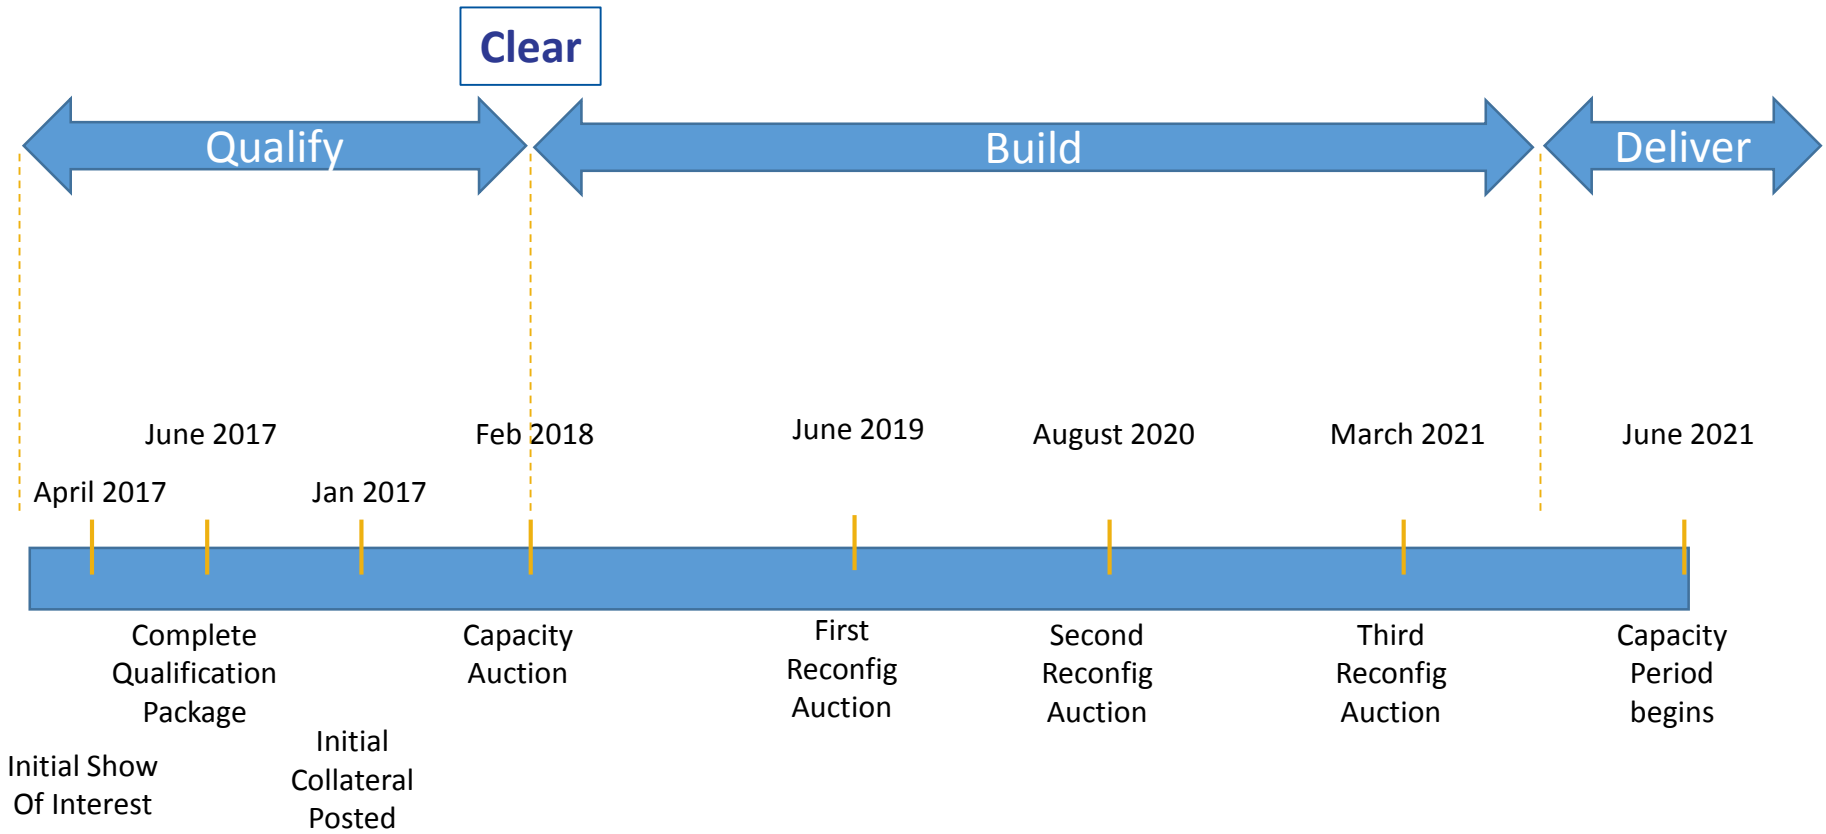 Clear
Qualify
Build
Deliver
June 2017
Feb 2018
June 2019
August 2020
March 2021
June 2021
April 2017
Jan 2017
Complete
Qualification
Package
Capacity
Auction
First
Reconfig
Auction
Second
Reconfig
Auction
Third
Reconfig
Auction
Capacity
Period
begins
Initial Show
Of Interest
Initial
Collateral
Posted